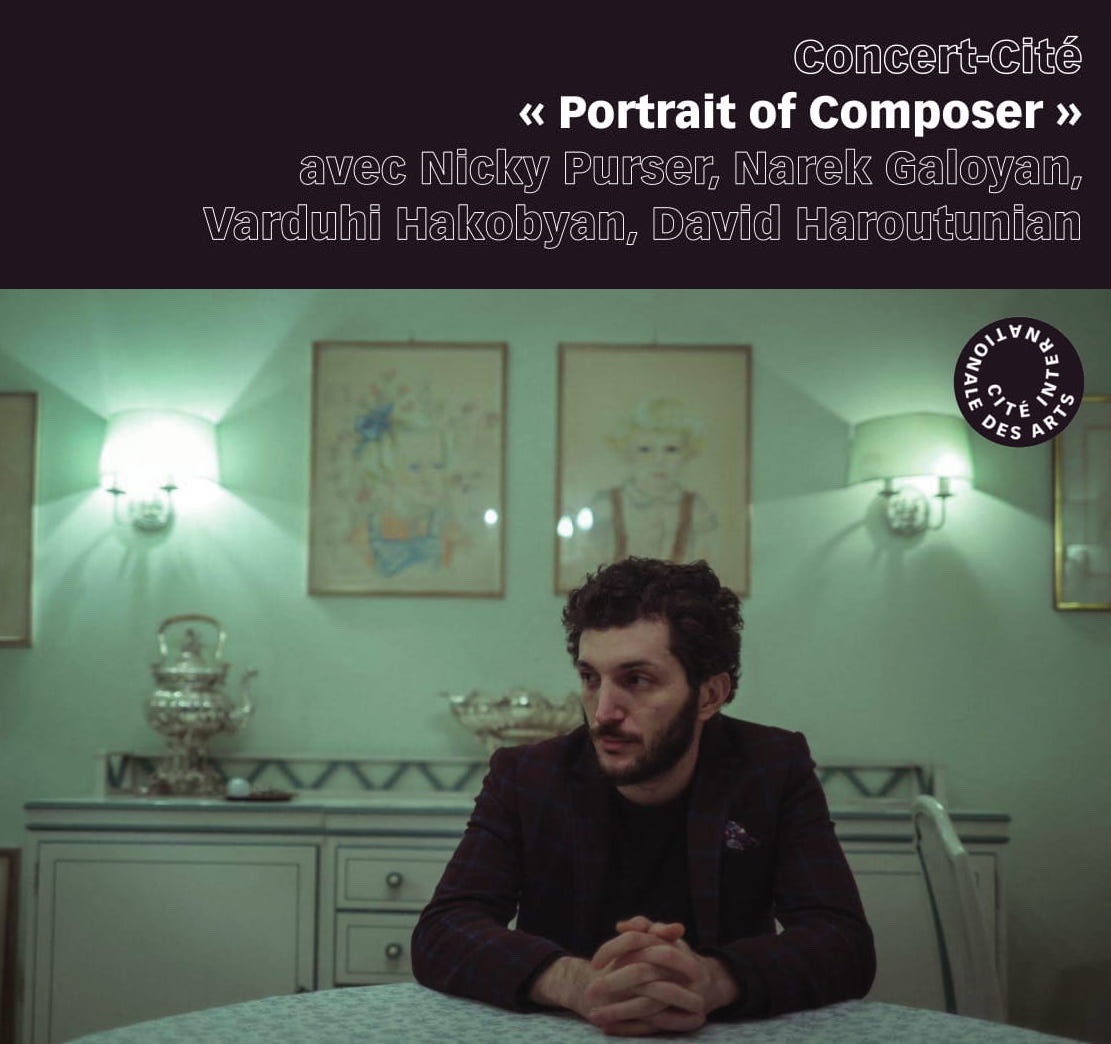 Concert-Cité
« Portrait of Composer »
avec Nicky Purser, Narek Galoyan,
Varduhi Hakobyan, David Haroutunian
CITÉ INTERNATIONALE DES ARTS